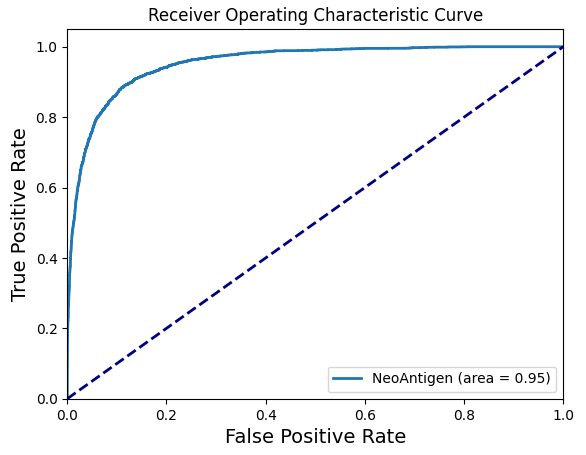 Receiver Operating Characteristic Curve
1.0
0.8
0.6
0.4
0.2
0.0
True Positive Rate
NeoAntigen (area = 0.95)
0.0 0.2 0.4 0.6 0.8 1.0
False Positive Rate